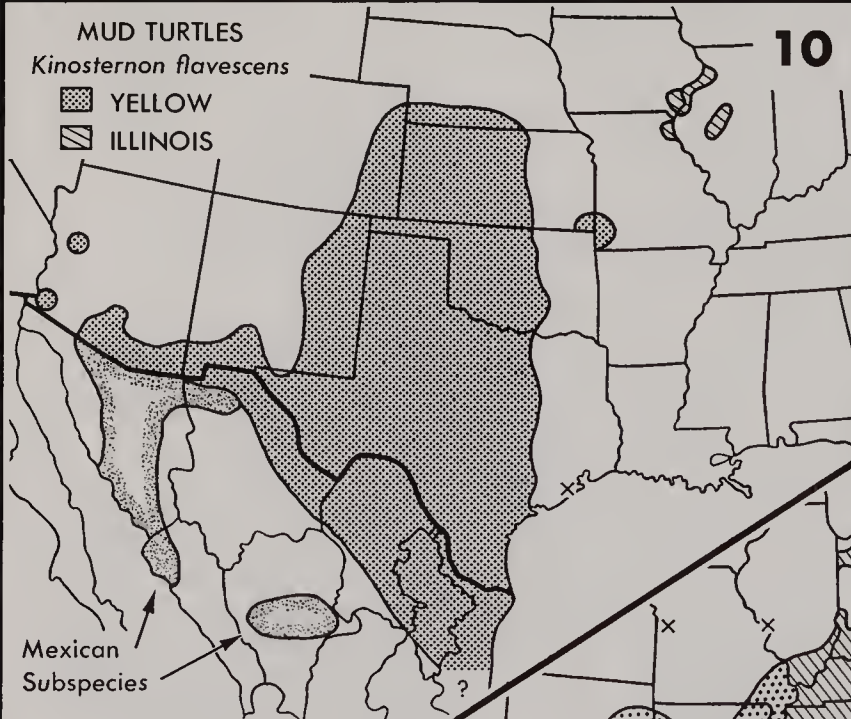 MUD TURTLES
Kinosternon flavescens
YELLOW
ILLINOIS
10
x
Mexican
Subspecies
?
x
x